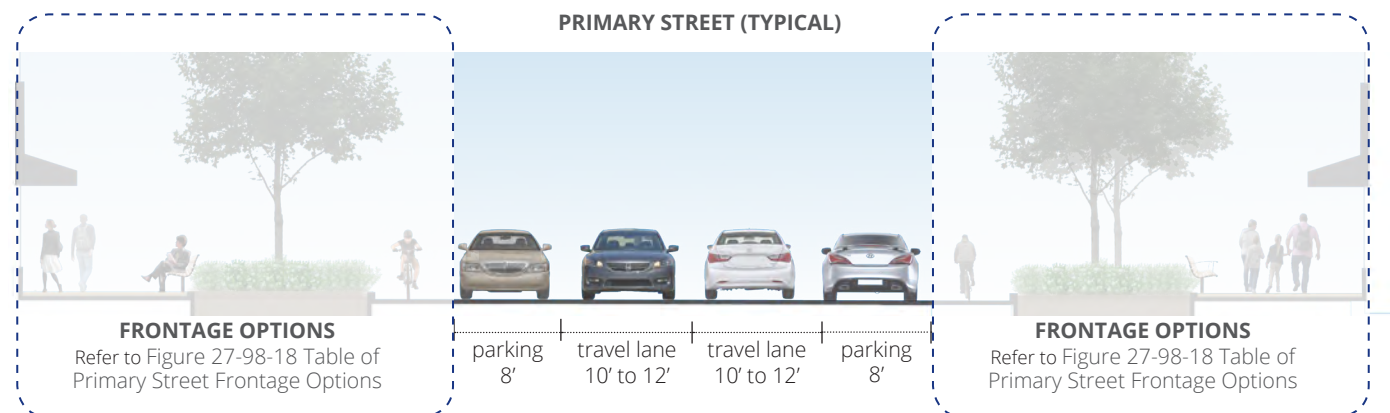 PRIMARY STREET (TYPICAL)
FRONTAGE OPTIONS
Refer to Figure 27-98-18 Table of
Primary Street Frontage Options
parking
8’
travel lane
10’ to 12’
travel lane
10’ to 12’
parking
8’
FRONTAGE OPTIONS
Refer to Figure 27-98-18 Table of
Primary Street Frontage Options